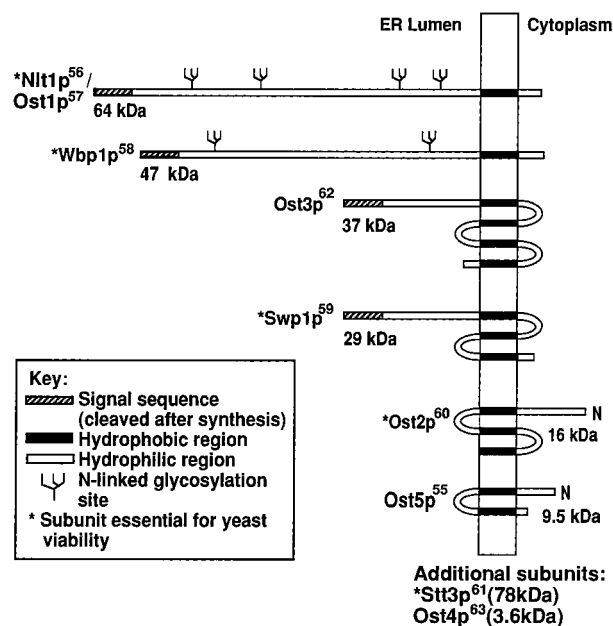 ER Lumen Cytoplasm
*Nlt1p56 /
Ost1p57
64 kDa
*Wbp1p58
47 kDa
Ost3p62
37 kDa
*Swp1p59
29 kDa
Key:
Signal sequence
(cleaved after synthesis)
Hydrophobic region
Hydrophilic region
N-linked glycosylation
site
* Subunit essential for yeast
viability
*Ost2p60
N
16 kDa
Ost5p55
N
9.5 kDa
Additional subunits:
*Stt3p61(78kDa)
Ost4p63(3.6kDa)